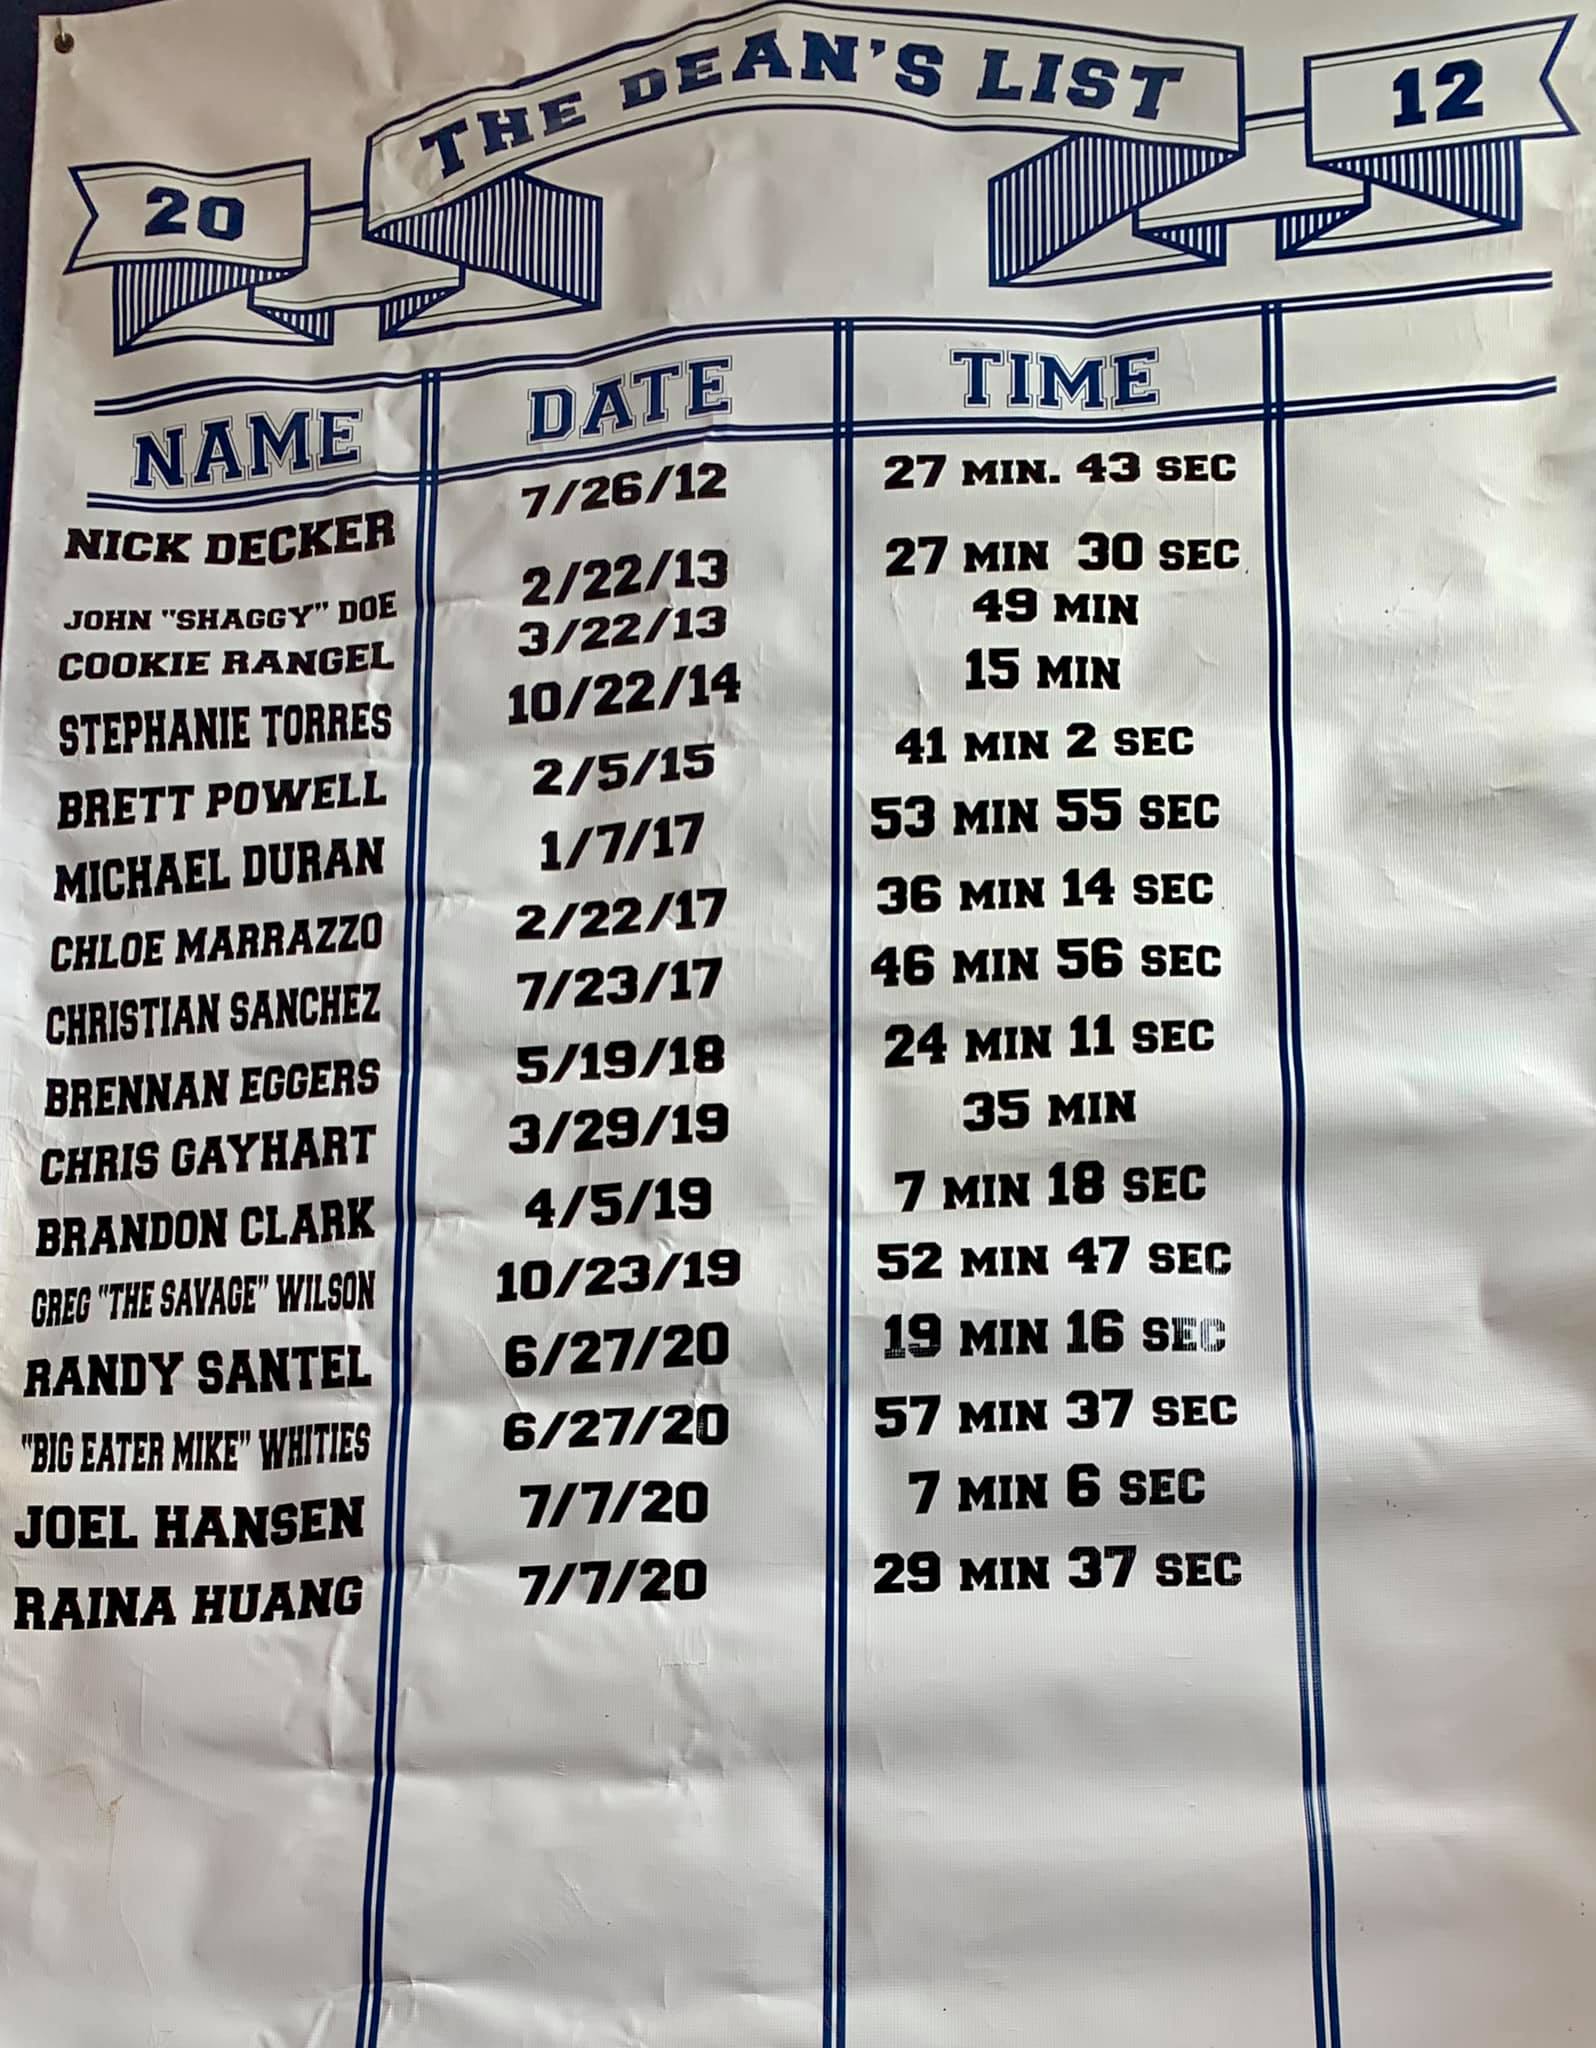 THE DEAN'S LIST
20 12
NAME DATE TIME
NICK DECKER 7/26/12 27 MIN. 43 SEC
JOHN "SHAGGY" DOE 2/22/13 27 MIN 30 SEC
COOKIE RANGEL 3/22/13 49 MIN
STEPHANIE TORRES 10/22/14 15 MIN
BRETT POWELL 2/5/15 41 MIN 2 SEC
MICHAEL DURAN 1/7/17 53 MIN 55 SEC
CHLOE MARRAZZO 2/22/17 36 MIN 14 SEC
CHRISTIAN SANCHEZ 7/23/17 46 MIN 56 SEC
BRENNAN EGGERS 5/19/18 24 MIN 11 SEC
CHRIS GAYHART 3/29/19 35 MIN
BRANDON CLARK 4/5/19 7 MIN 18 SEC
GREG "THE SAVAGE" WILSON 10/23/19 52 MIN 47 SEC
RANDY SANTEL 6/27/20 19 MIN 16 SEC
"BIG EATER MIKE" WHITIES 6/27/20 57 MIN 37 SEC
JOEL HANSEN 7/7/20 7 MIN 6 SEC
RAINA HUANG 7/7/20 29 MIN 37 SEC